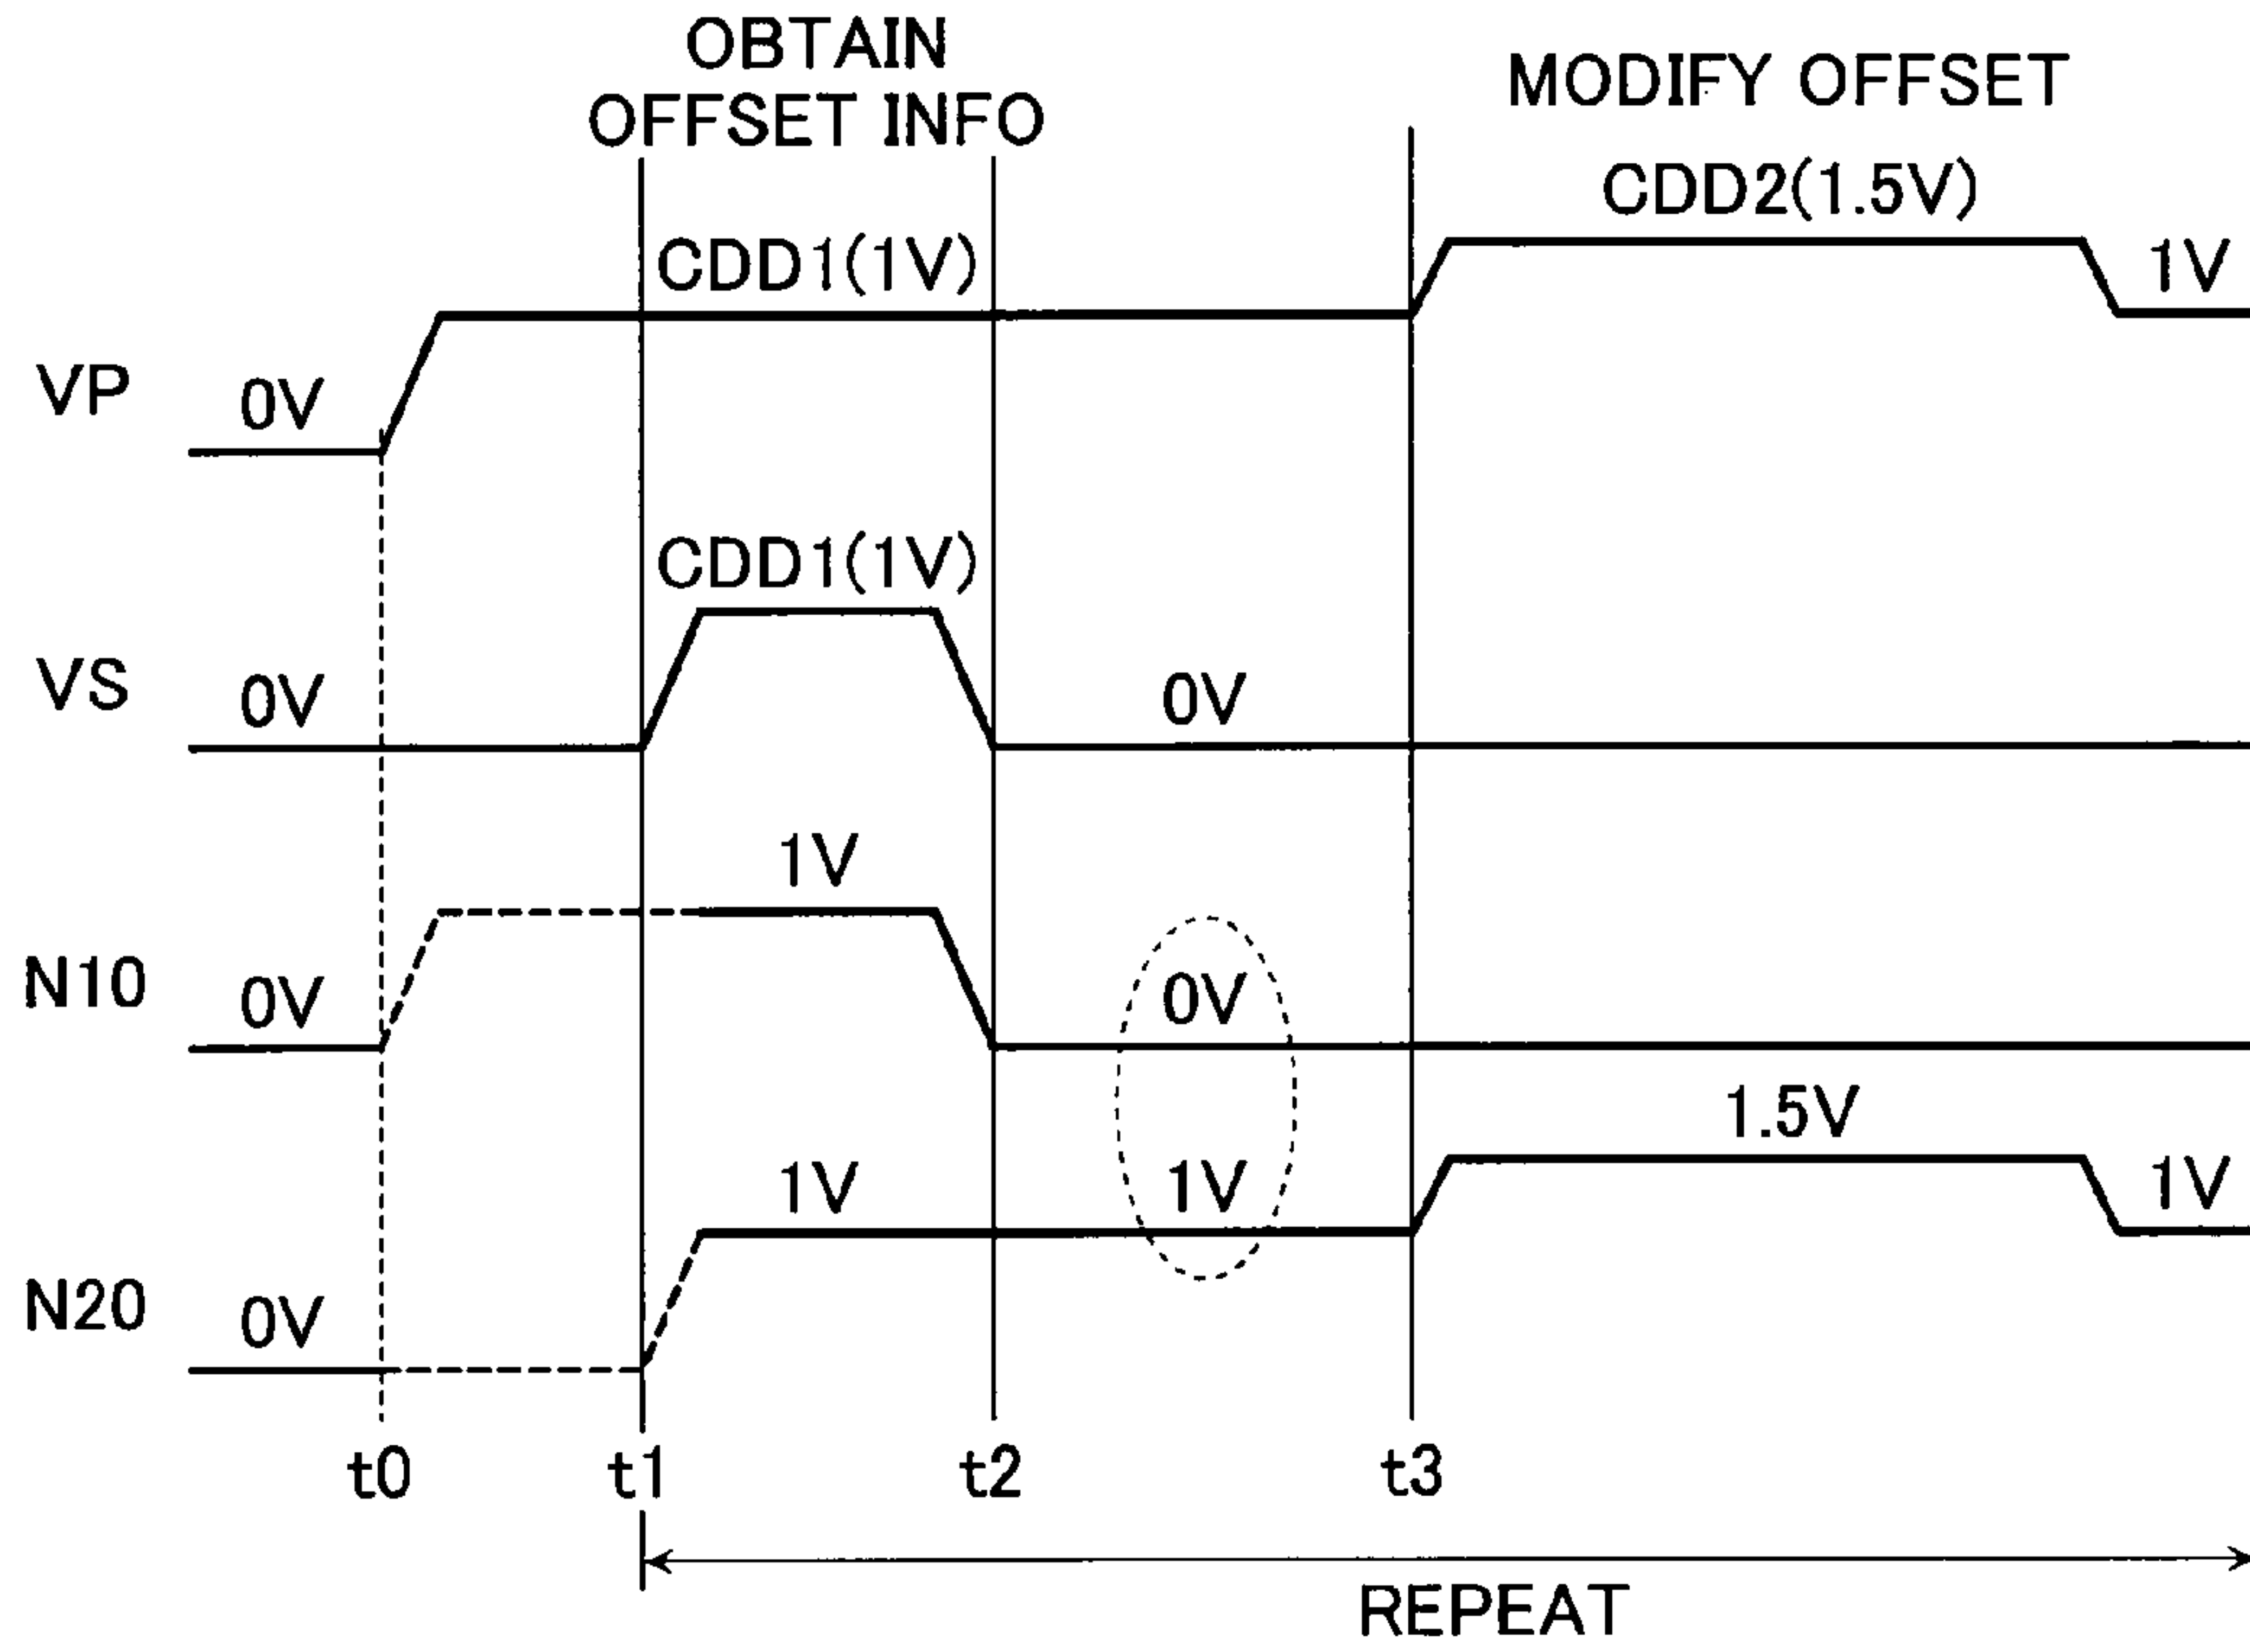 OBTAIN
OFFSET INFO
MODIFY OFFSET
CDD2(1.5V)
CDD1(1V)
1V
VP
0V
CDD1(1V)
VS
0V
0V
1V
N10
0V
0V
1.5V
1V
1V
1V
N20
0V
t0
t1
t2
t3
REPEAT